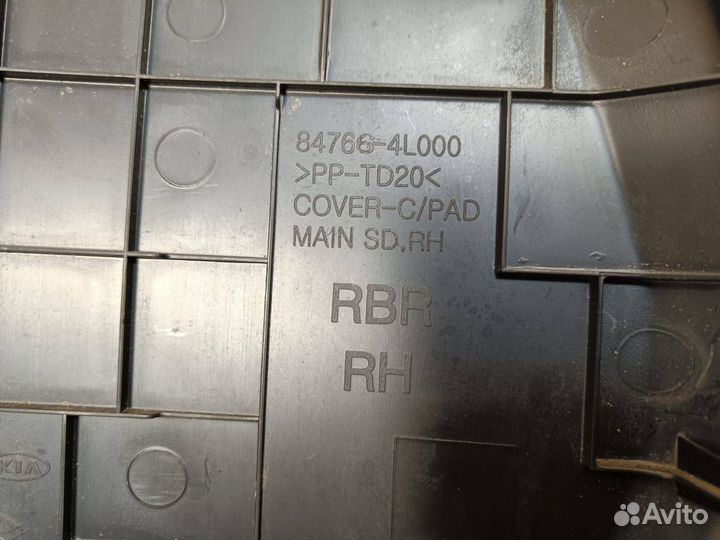 84766-4L000
>PP-TD20<
COVER-C/PAD
MAIN SD,RH
RBR
RH
KIA
Avito